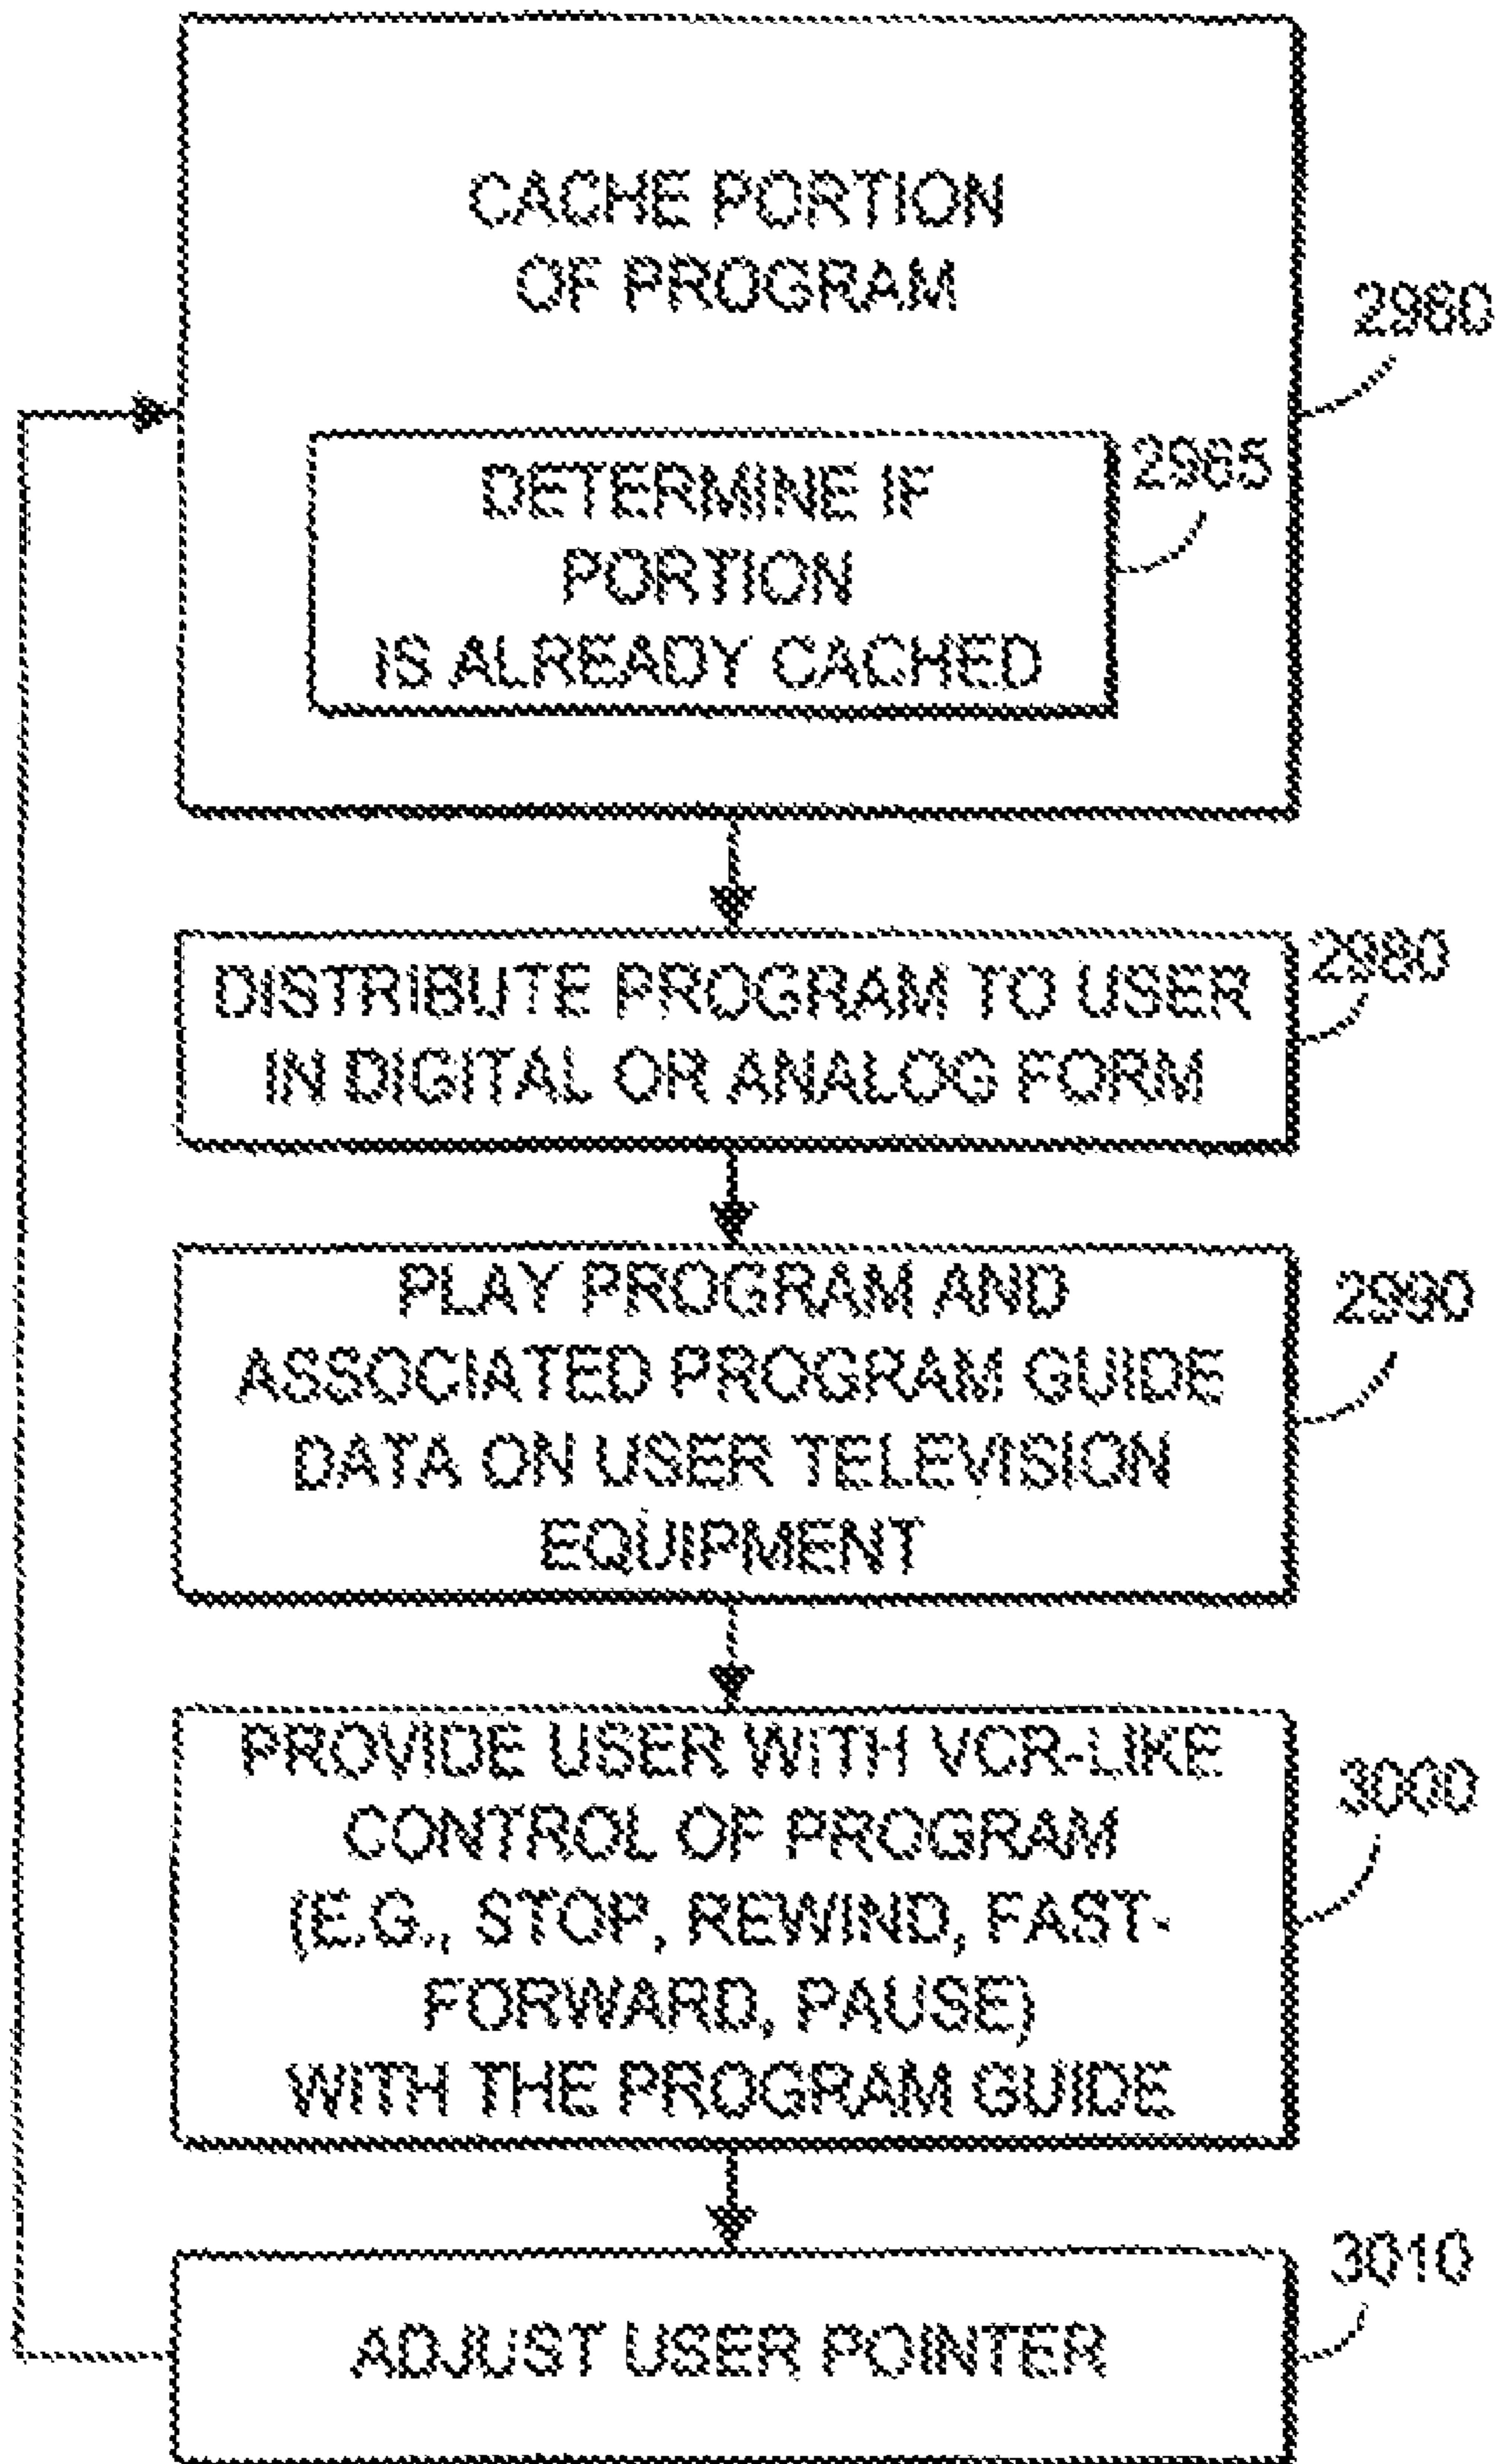 CACHE PORTION
OF PROGRAM
2960
DETERMINE IF
PORTION
IS ALREADY CACHED
2965
DISTRIBUTE PROGRAM TO USER
IN DIGITAL OR ANALOG FORM
2980
PLAY PROGRAM AND
ASSOCIATED PROGRAM GUIDE
DATA ON USER TELEVISION
EQUIPMENT
2990
PROVIDE USER WITH VCR-LIKE
CONTROL OF PROGRAM
(E.G., STOP, REWIND, FAST-
FORWARD, PAUSE)
WITH THE PROGRAM GUIDE
3000
ADJUST USER POINTER
3010